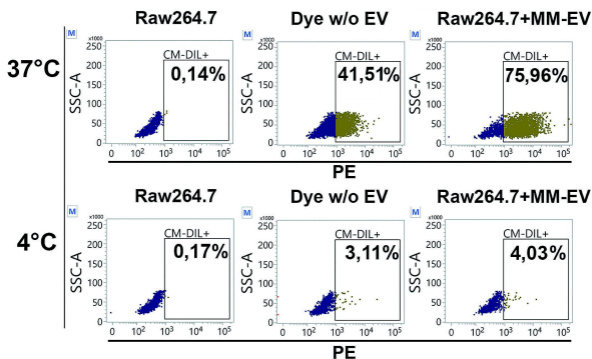 Raw264.7 Dye w/o EV Raw264.7+MM-EV
37°C
M M M
x1000 x1000 x1000
SSC-A SSC-A SSC-A
250 200 150 100 50 0
250 200 150 100 50 0
250 200 150 100 50 0
CM-DIL+ CM-DIL+ CM-DIL+
0,14% 41,51% 75,96%
0 10² 10³ 10⁴ 10⁵ 0 10² 10³ 10⁴ 10⁵ 0 10² 10³ 10⁴ 10⁵
PE
Raw264.7 Dye w/o EV Raw264.7+MM-EV
4°C
M M M
x1000 x1000 x1000
SSC-A SSC-A SSC-A
250 200 150 100 50 0
250 200 150 100 50 0
250 200 150 100 50 0
CM-DIL+ CM-DIL+ CM-DIL+
0,17% 3,11% 4,03%
0 10² 10³ 10⁴ 10⁵ 0 10² 10³ 10⁴ 10⁵ 0 10² 10³ 10⁴ 10⁵
PE